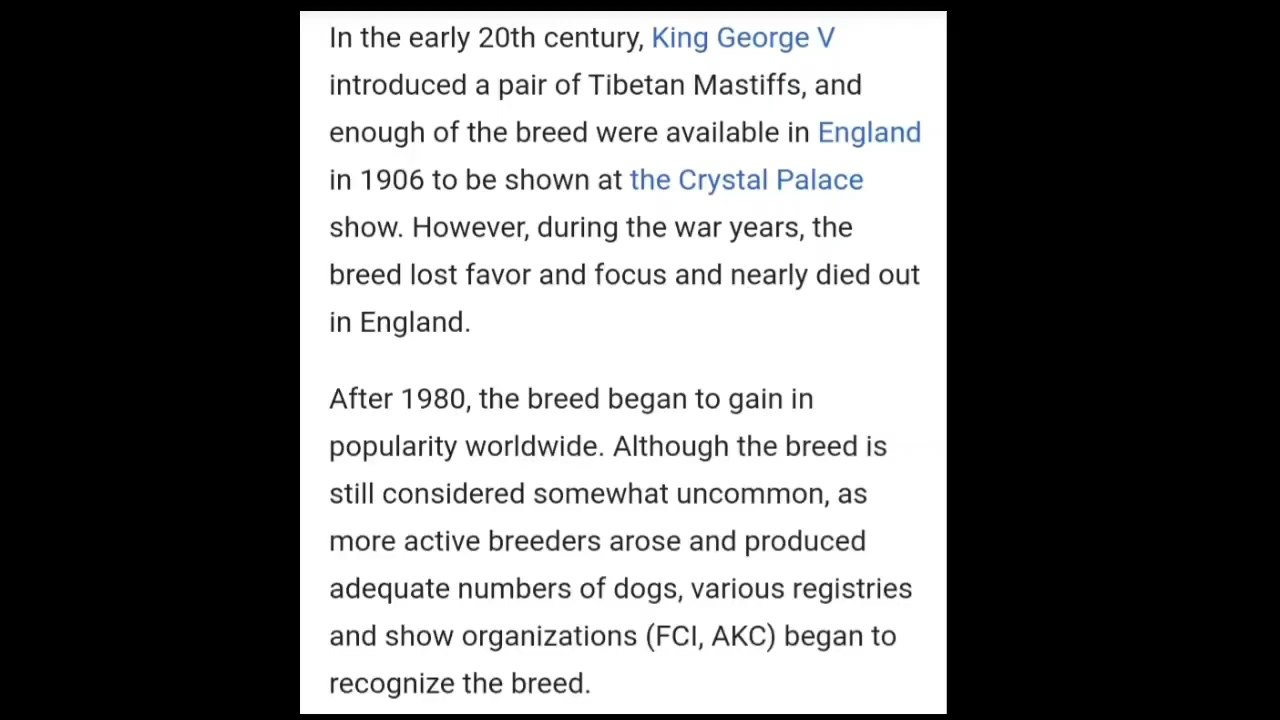 In the early 20th century, King George V
introduced a pair of Tibetan Mastiffs, and
enough of the breed were available in England
in 1906 to be shown at the Crystal Palace
show. However, during the war years, the
breed lost favor and focus and nearly died out
in England.
After 1980, the breed began to gain in
popularity worldwide. Although the breed is
still considered somewhat uncommon, as
more active breeders arose and produced
adequate numbers of dogs, various registries
and show organizations (FCI, AKC) began to
recognize the breed.